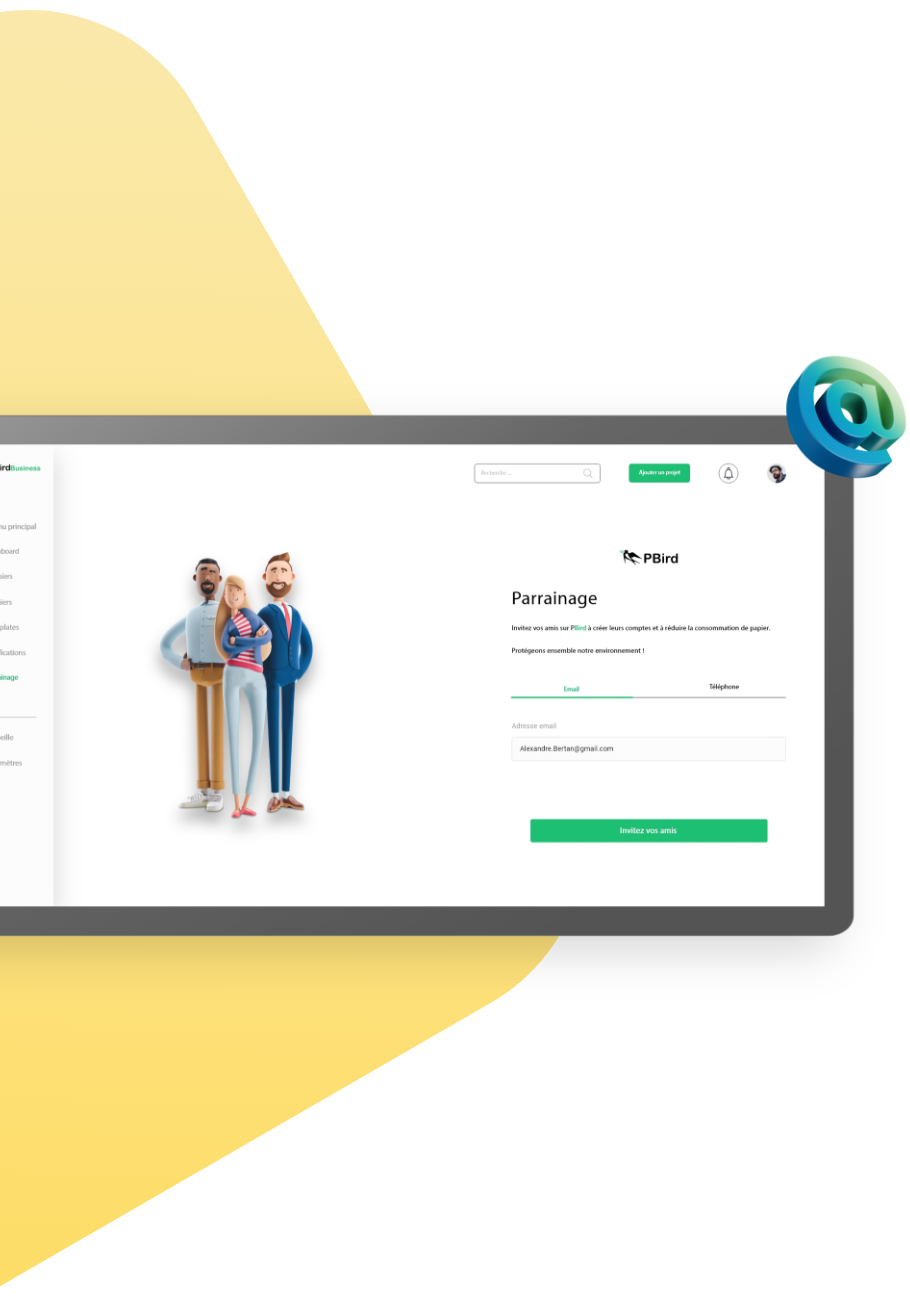 irdBusiness
nu principal
board
siers
iers
plates
fications
ainage
eille
mètres
Recherche ...
Ajouter un projet
PBird
Parrainage
Invitez vos amis sur PBird à créer leurs comptes et à réduire la consommation de papier.
Protégeons ensemble notre environnement !
Email
Téléphone
Adresse email
Alexandre.Bertan@gmail.com
Invitez vos amis
@